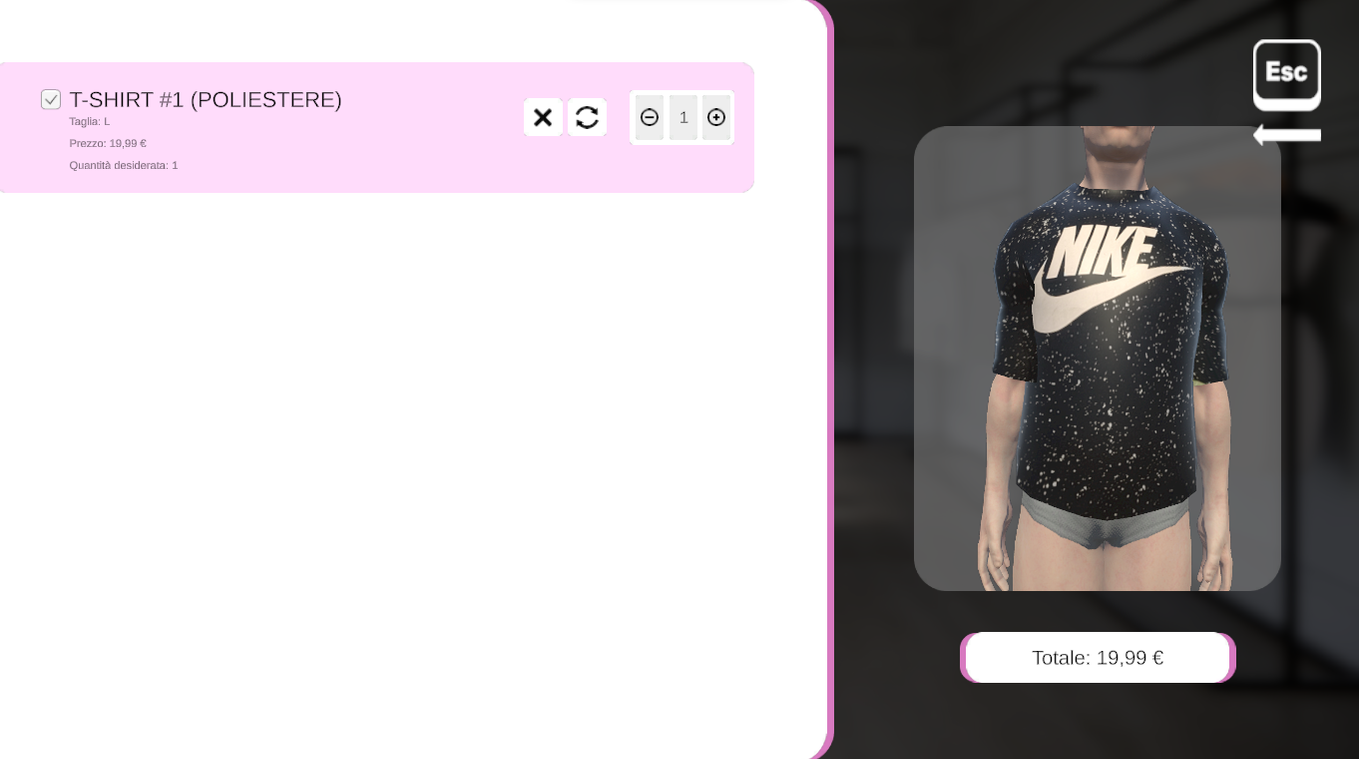 T-SHIRT #1 (POLIESTERE)
Taglia: L
Prezzo: 19,99 €
Quantità desiderata: 1
1
Esc
NIKE
Totale: 19,99 €